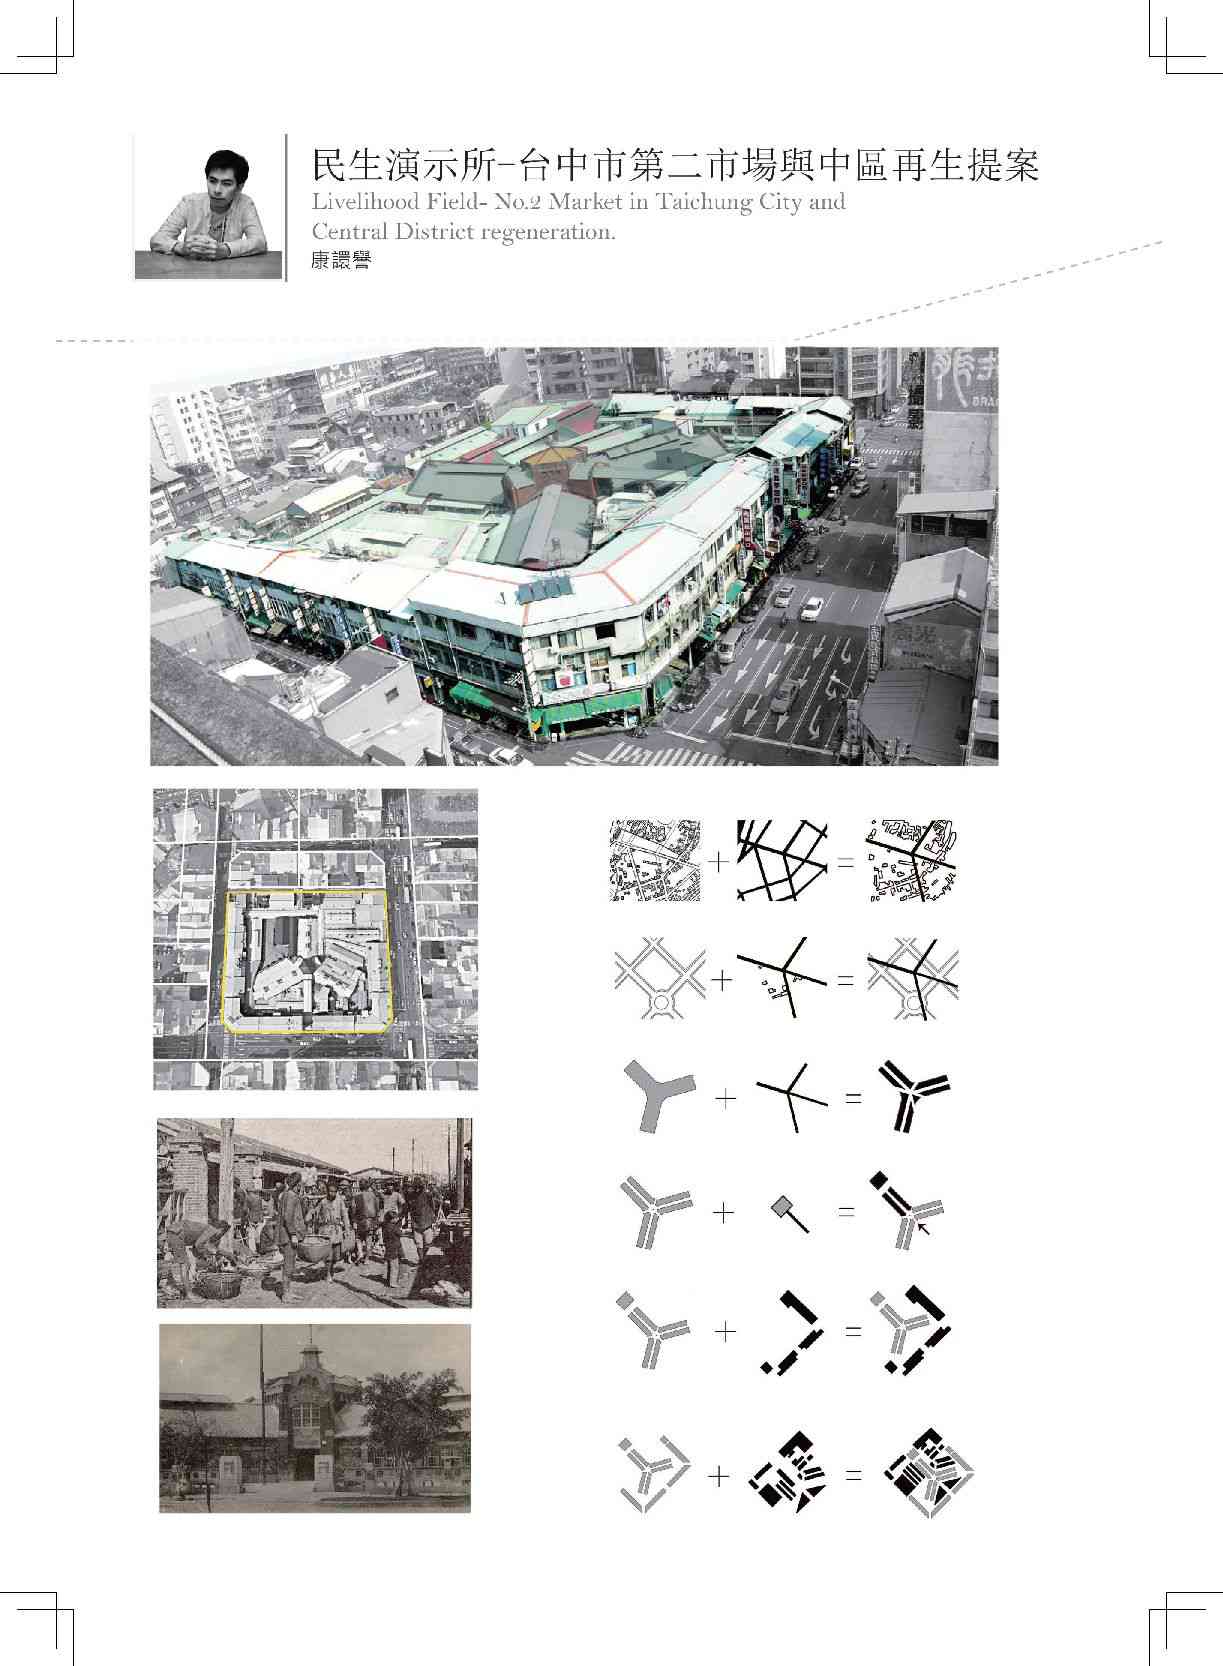 民生演示所-台中市第二市場與中區再生提案
Livelihood Field- No.2 Market in Taichung City and
Central District regeneration.
康譞譽